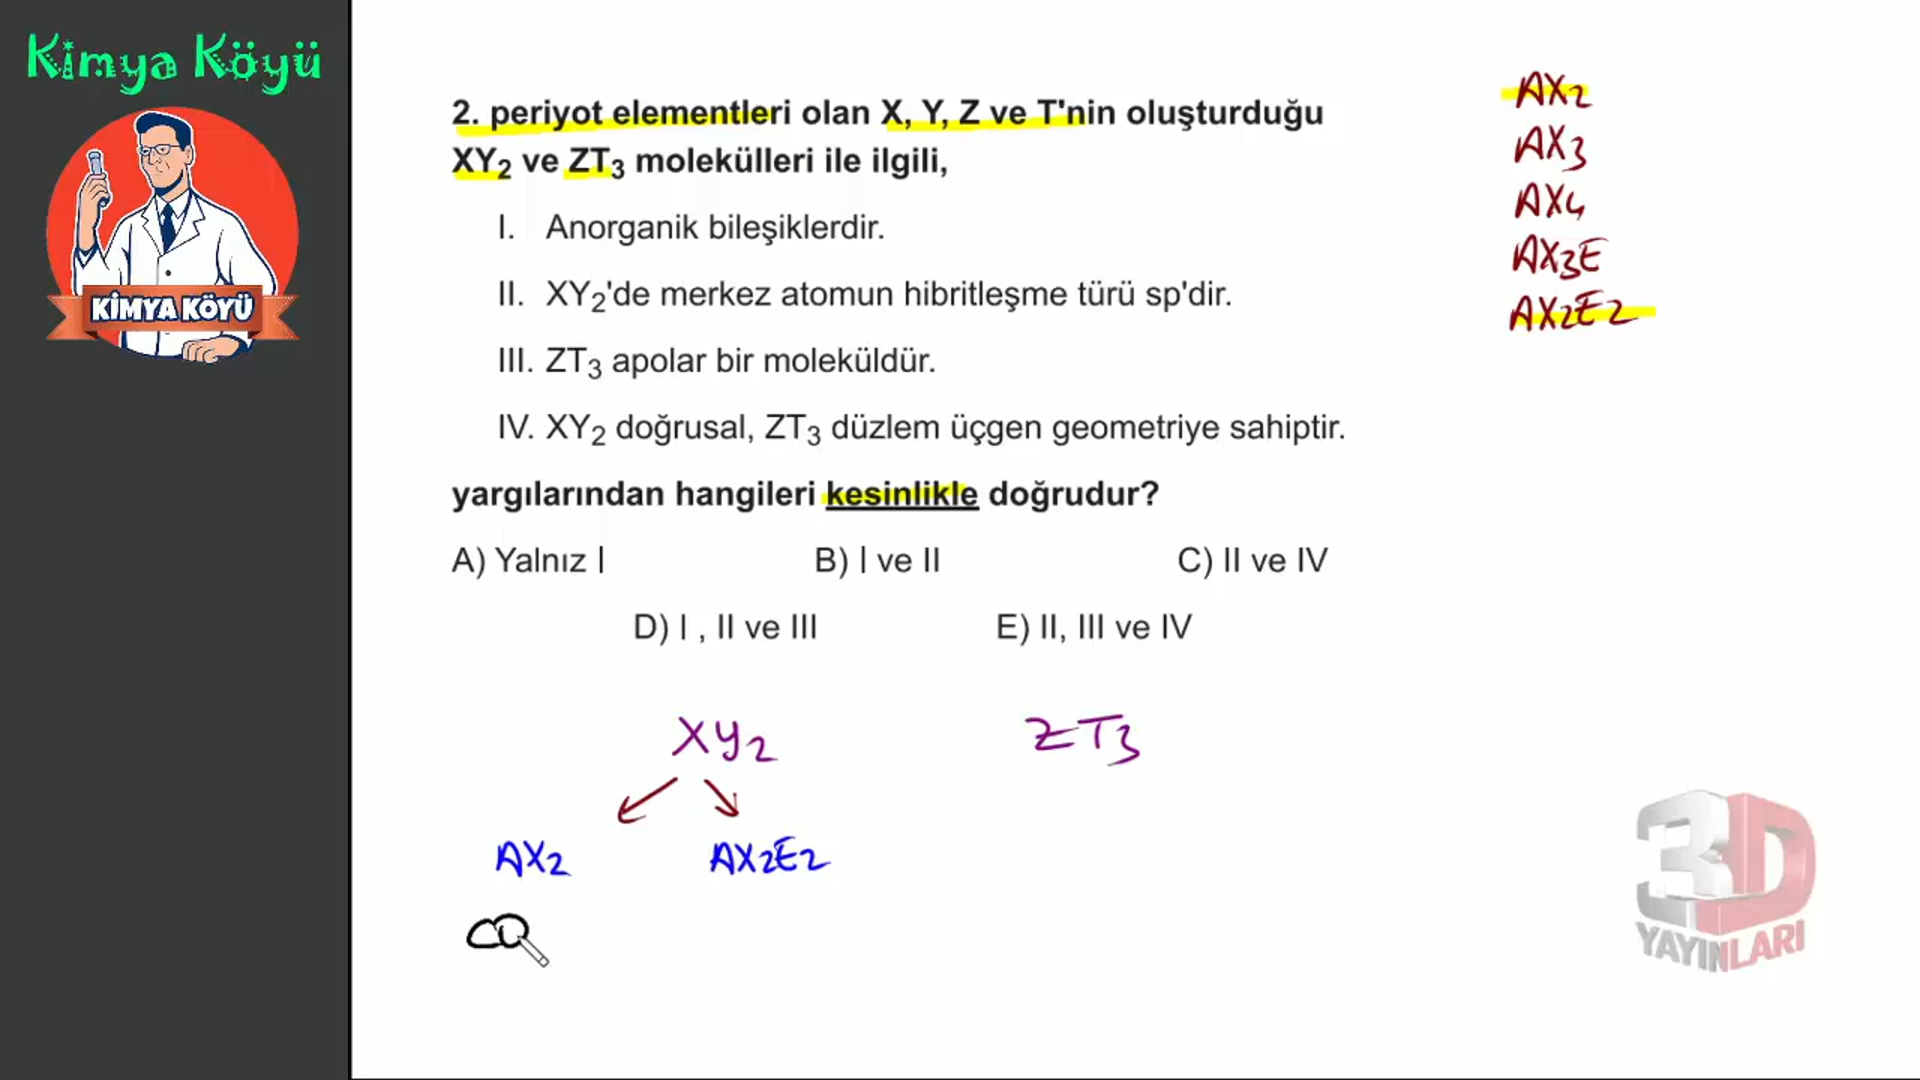 Kimya Köyü
KİMYA KÖYÜ
2. periyot elementleri olan X, Y, Z ve T'nin oluşturduğu
XY₂ ve ZT₃ molekülleri ile ilgili,
I. Anorganik bileşiklerdir.
II. XY₂'de merkez atomun hibritleşme türü sp'dir.
III. ZT₃ apolar bir moleküldür.
IV. XY₂ doğrusal, ZT₃ düzlem üçgen geometriye sahiptir.
yargılarından hangileri kesinlikle doğrudur?
A) Yalnız I
B) I ve II
C) II ve IV
D) I , II ve III
E) II, III ve IV
AX₂
AX₃
AX₄
AX₃E
AX₂E₂
XY₂
ZT₃
AX₂
AX₂E₂
CO
3D
YAYINLARI